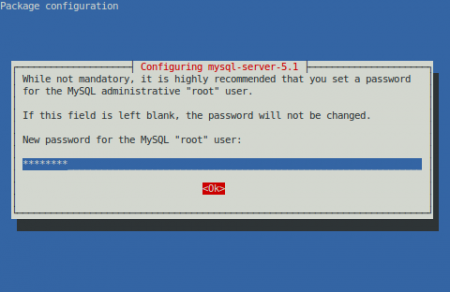 Package configuration
Configuring mysql-server-5.1
While not mandatory, it is highly recommended that you set a password
for the MySQL administrative "root" user.
If this field is left blank, the password will not be changed.
New password for the MySQL "root" user:
********
<Ok>